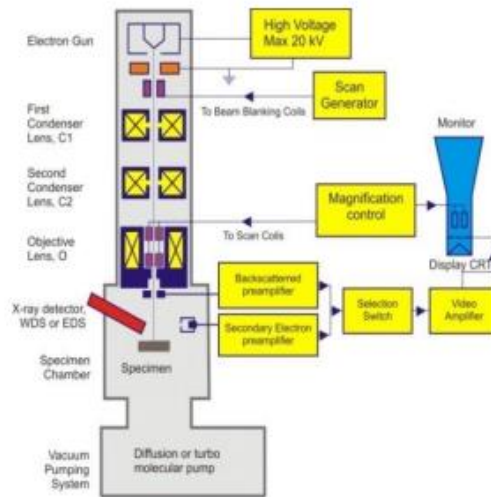 Electron Gun
High Voltage
Max 20 kV
Scan
Generator
To Beam Blanking Coils
First
Condenser
Lens, C1
Monitor
Second
Condenser
Lens, C2
Magnification
control
To Scan Coils
Objective
Lens, O
Display CRT
Backscatterned
preamplifier
X-ray detector,
WDS or EDS
Selection
Switch
Video
Amplifier
Secondary Electron
preamplifier
Specimen
Specimen
Chamber
Vacuum
Pumping
System
Diffusion or turbo
molecular pump